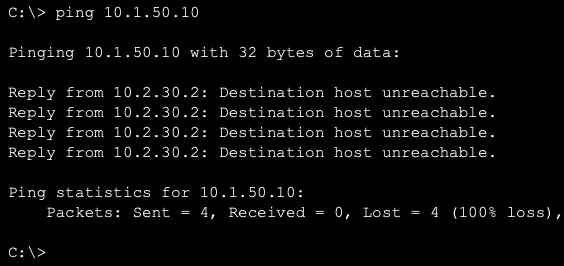 C:\> ping 10.1.50.10
Pinging 10.1.50.10 with 32 bytes of data:
Reply from 10.2.30.2: Destination host unreachable.
Reply from 10.2.30.2: Destination host unreachable.
Reply from 10.2.30.2: Destination host unreachable.
Reply from 10.2.30.2: Destination host unreachable.
Ping statistics for 10.1.50.10:
    Packets: Sent = 4, Received = 0, Lost = 4 (100% loss),
C:\>